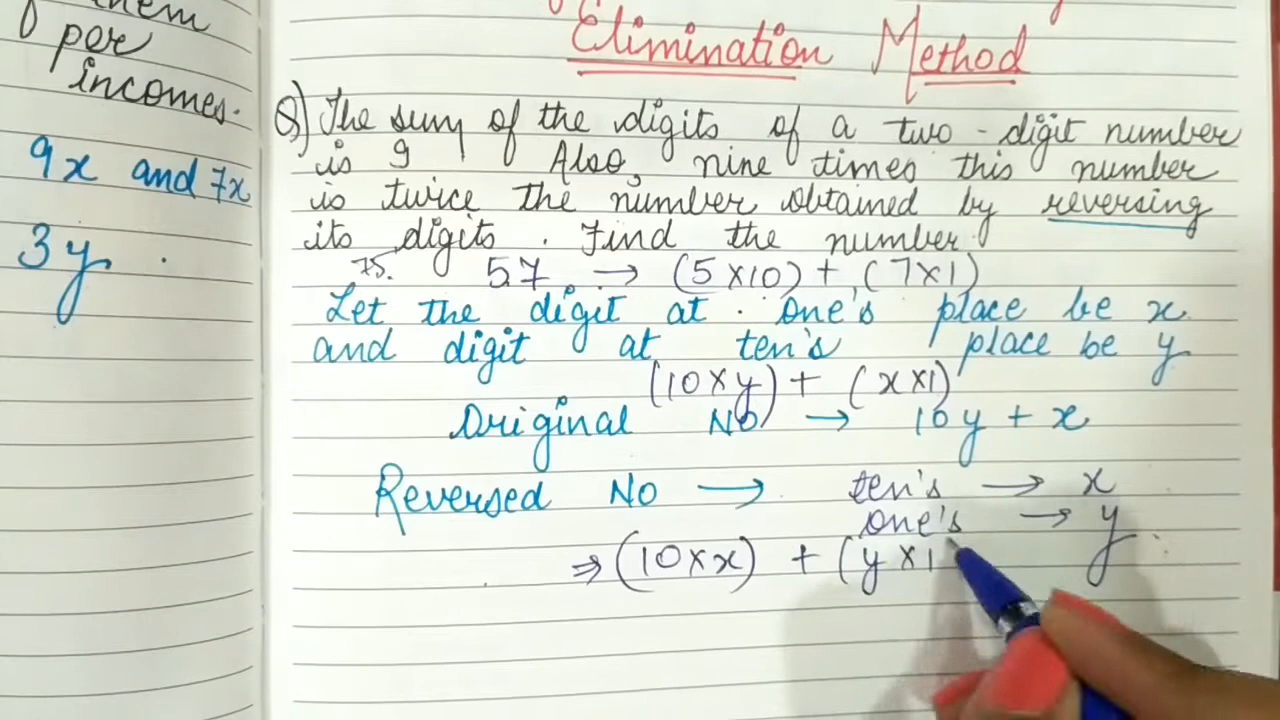 per
incomes.
9x and 7x
3y.
Elimination Method
Q) The sum of the digits of a two-digit number
is 9 Also, nine times this number
is twice the number obtained by reversing
its digits. Find the number.
75. 57 → (5×10) + (7×1)
Let the digit at one's place be x
and digit at ten's place be y
(10×y) + (x×1)
Original No → 10y + x
Reversed No → ten's → x
one's → y
⇒ (10×x) + (y×1